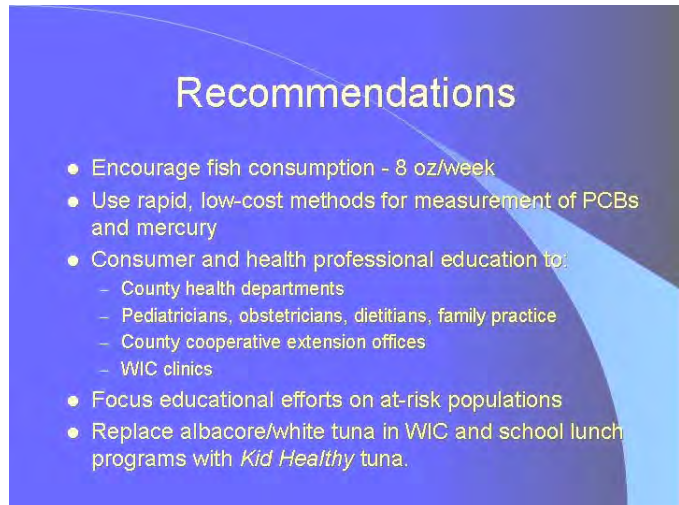 Recommendations
● Encourage fish consumption - 8 oz/week
● Use rapid, low-cost methods for measurement of PCBs
and mercury
● Consumer and health professional education to:
– County health departments
– Pediatricians, obstetricians, dietitians, family practice
– County cooperative extension offices
– WIC clinics
● Focus educational efforts on at-risk populations
● Replace albacore/white tuna in WIC and school lunch
programs with Kid Healthy tuna.